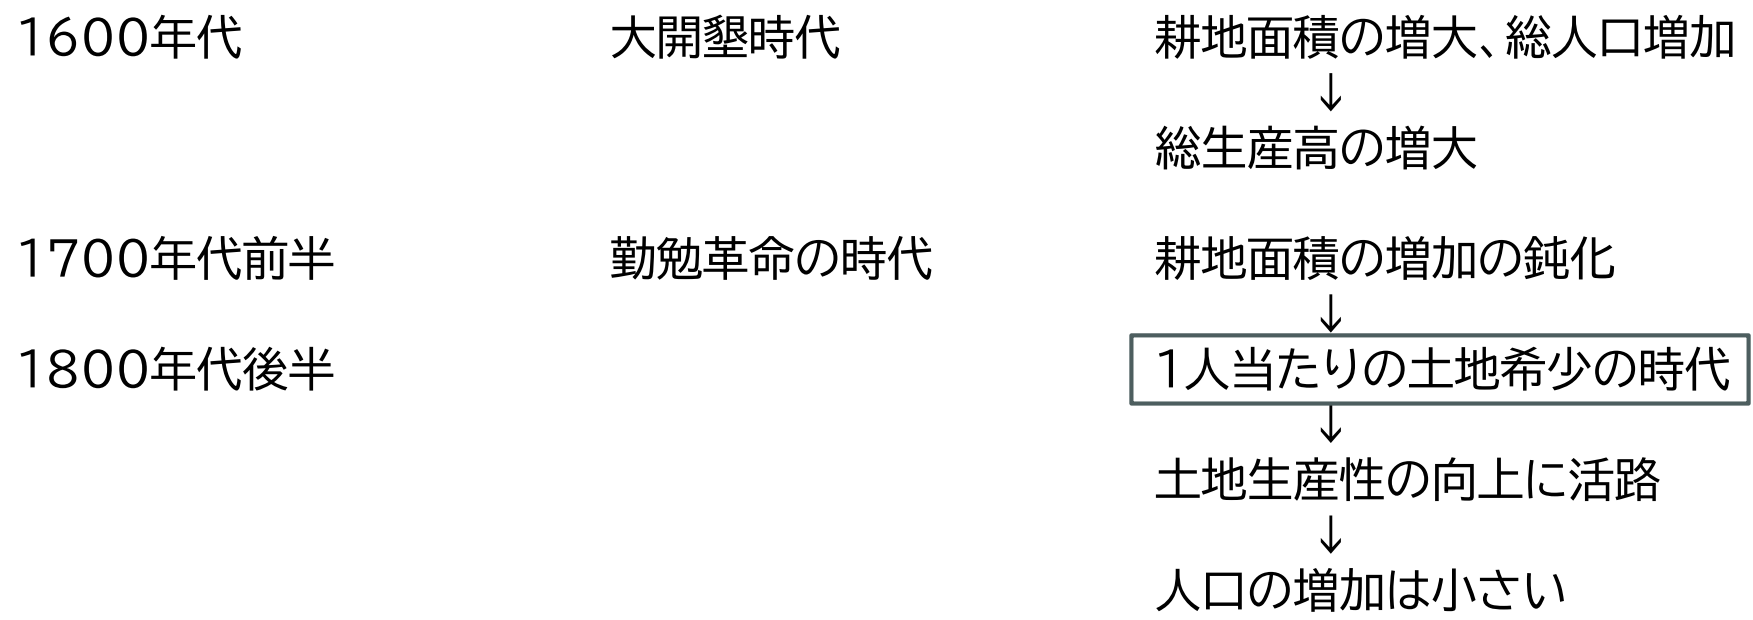 1600年代 大開墾時代 耕地面積の増大、総人口増加
↓
総生産高の増大
1700年代前半 勤勉革命の時代 耕地面積の増加の鈍化
↓
1800年代後半 1人当たりの土地希少の時代
↓
土地生産性の向上に活路
↓
人口の増加は小さい